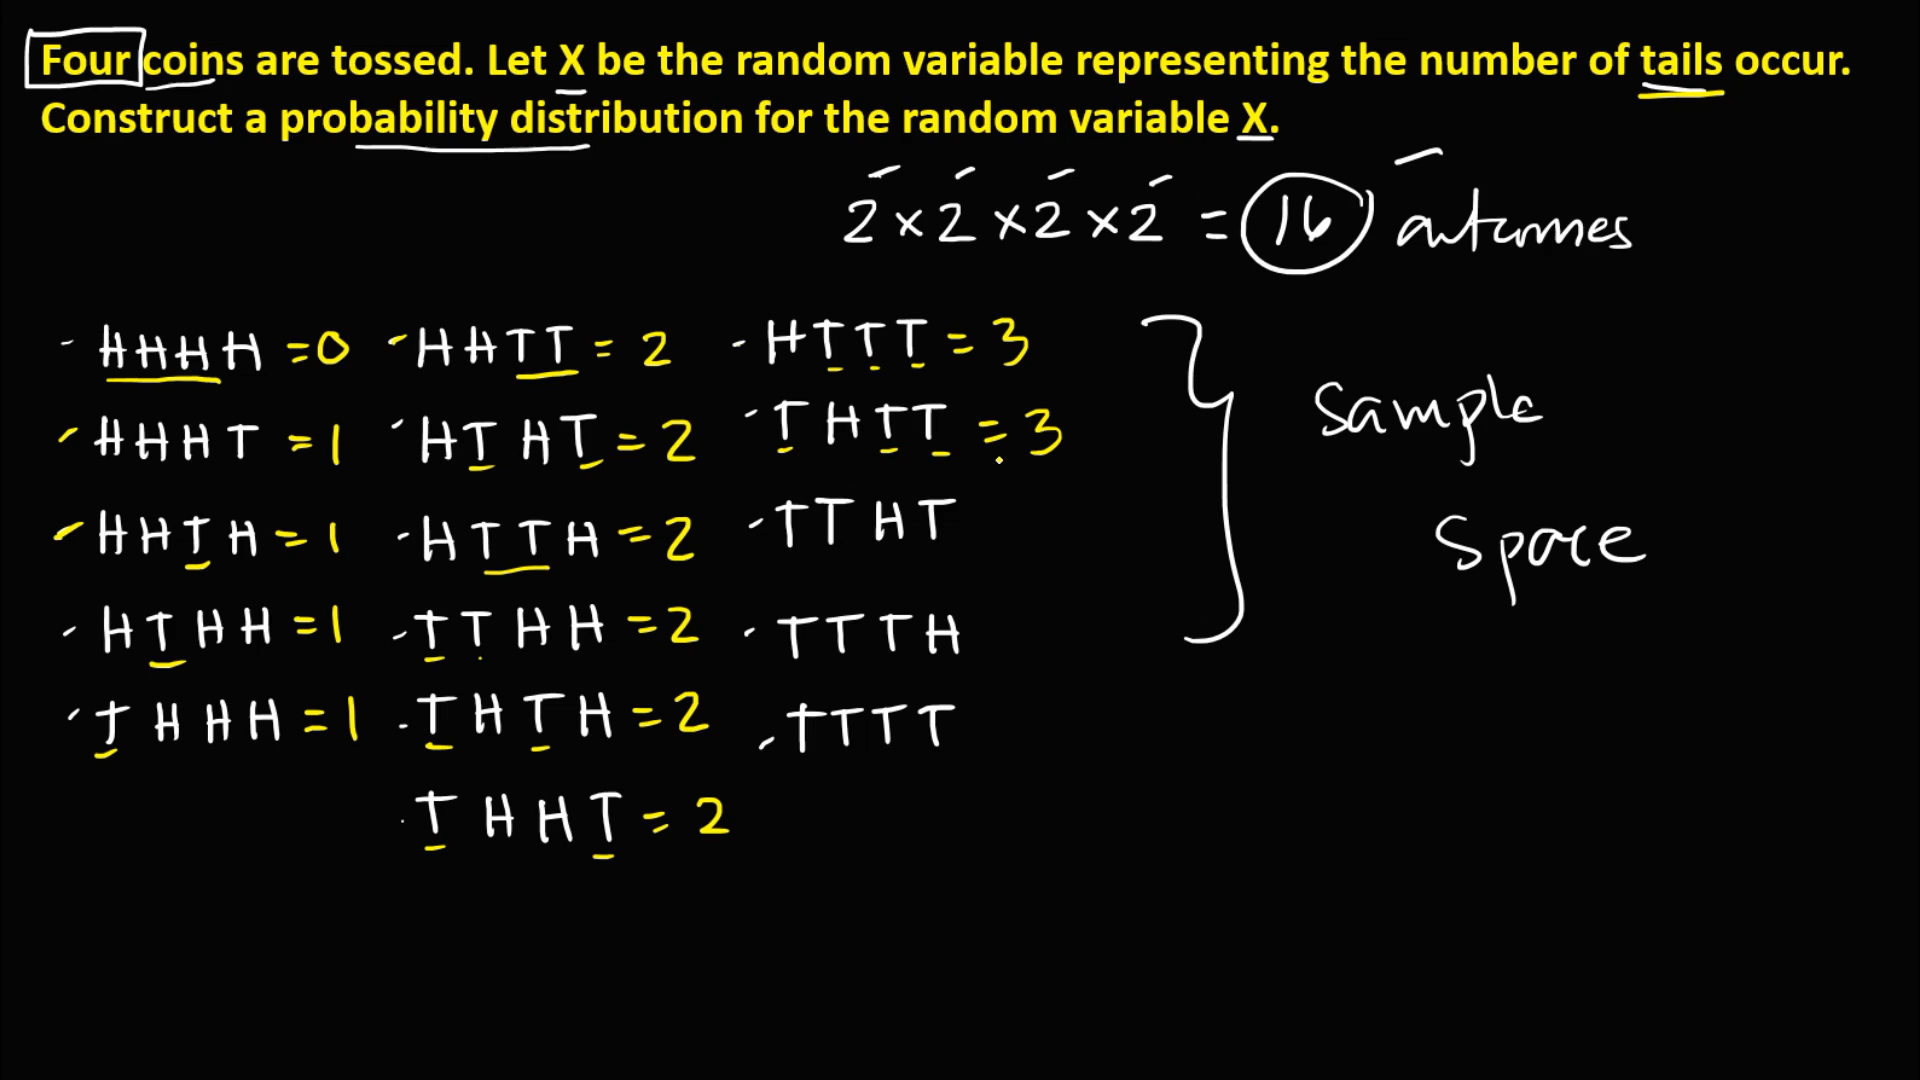 Four coins are tossed. Let X be the random variable representing the number of tails occur.
Construct a probability distribution for the random variable X.
2 × 2 × 2 × 2 = 16 outcomes
- HHHH = 0
- HHHT = 1
- HHTH = 1
- HTHH = 1
- THHH = 1
- HHTT = 2
- HTHT = 2
- HTTH = 2
- TTHH = 2
- THTH = 2
. THHT = 2
- HTTT = 3
- THTT = 3
- TTHT
- TTTH
- TTTT
Sample
Space